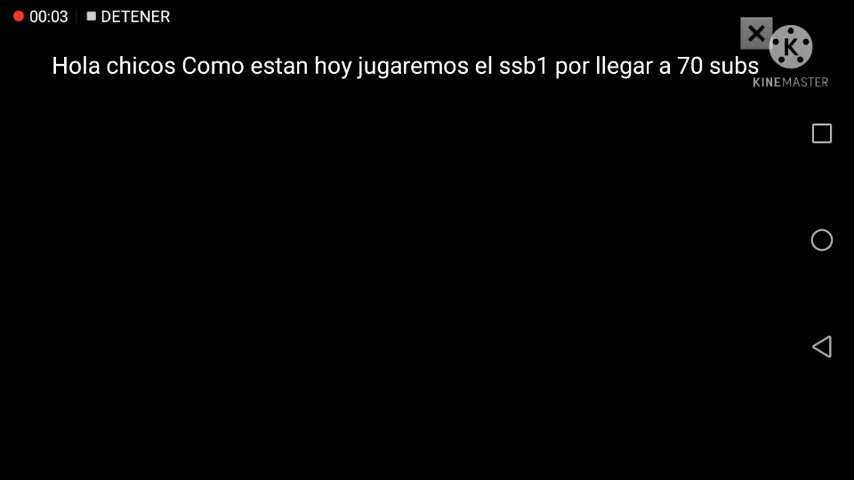 00:03 DETENER
Hola chicos Como estan hoy jugaremos el ssb1 por llegar a 70 subs
K
KINEMASTER